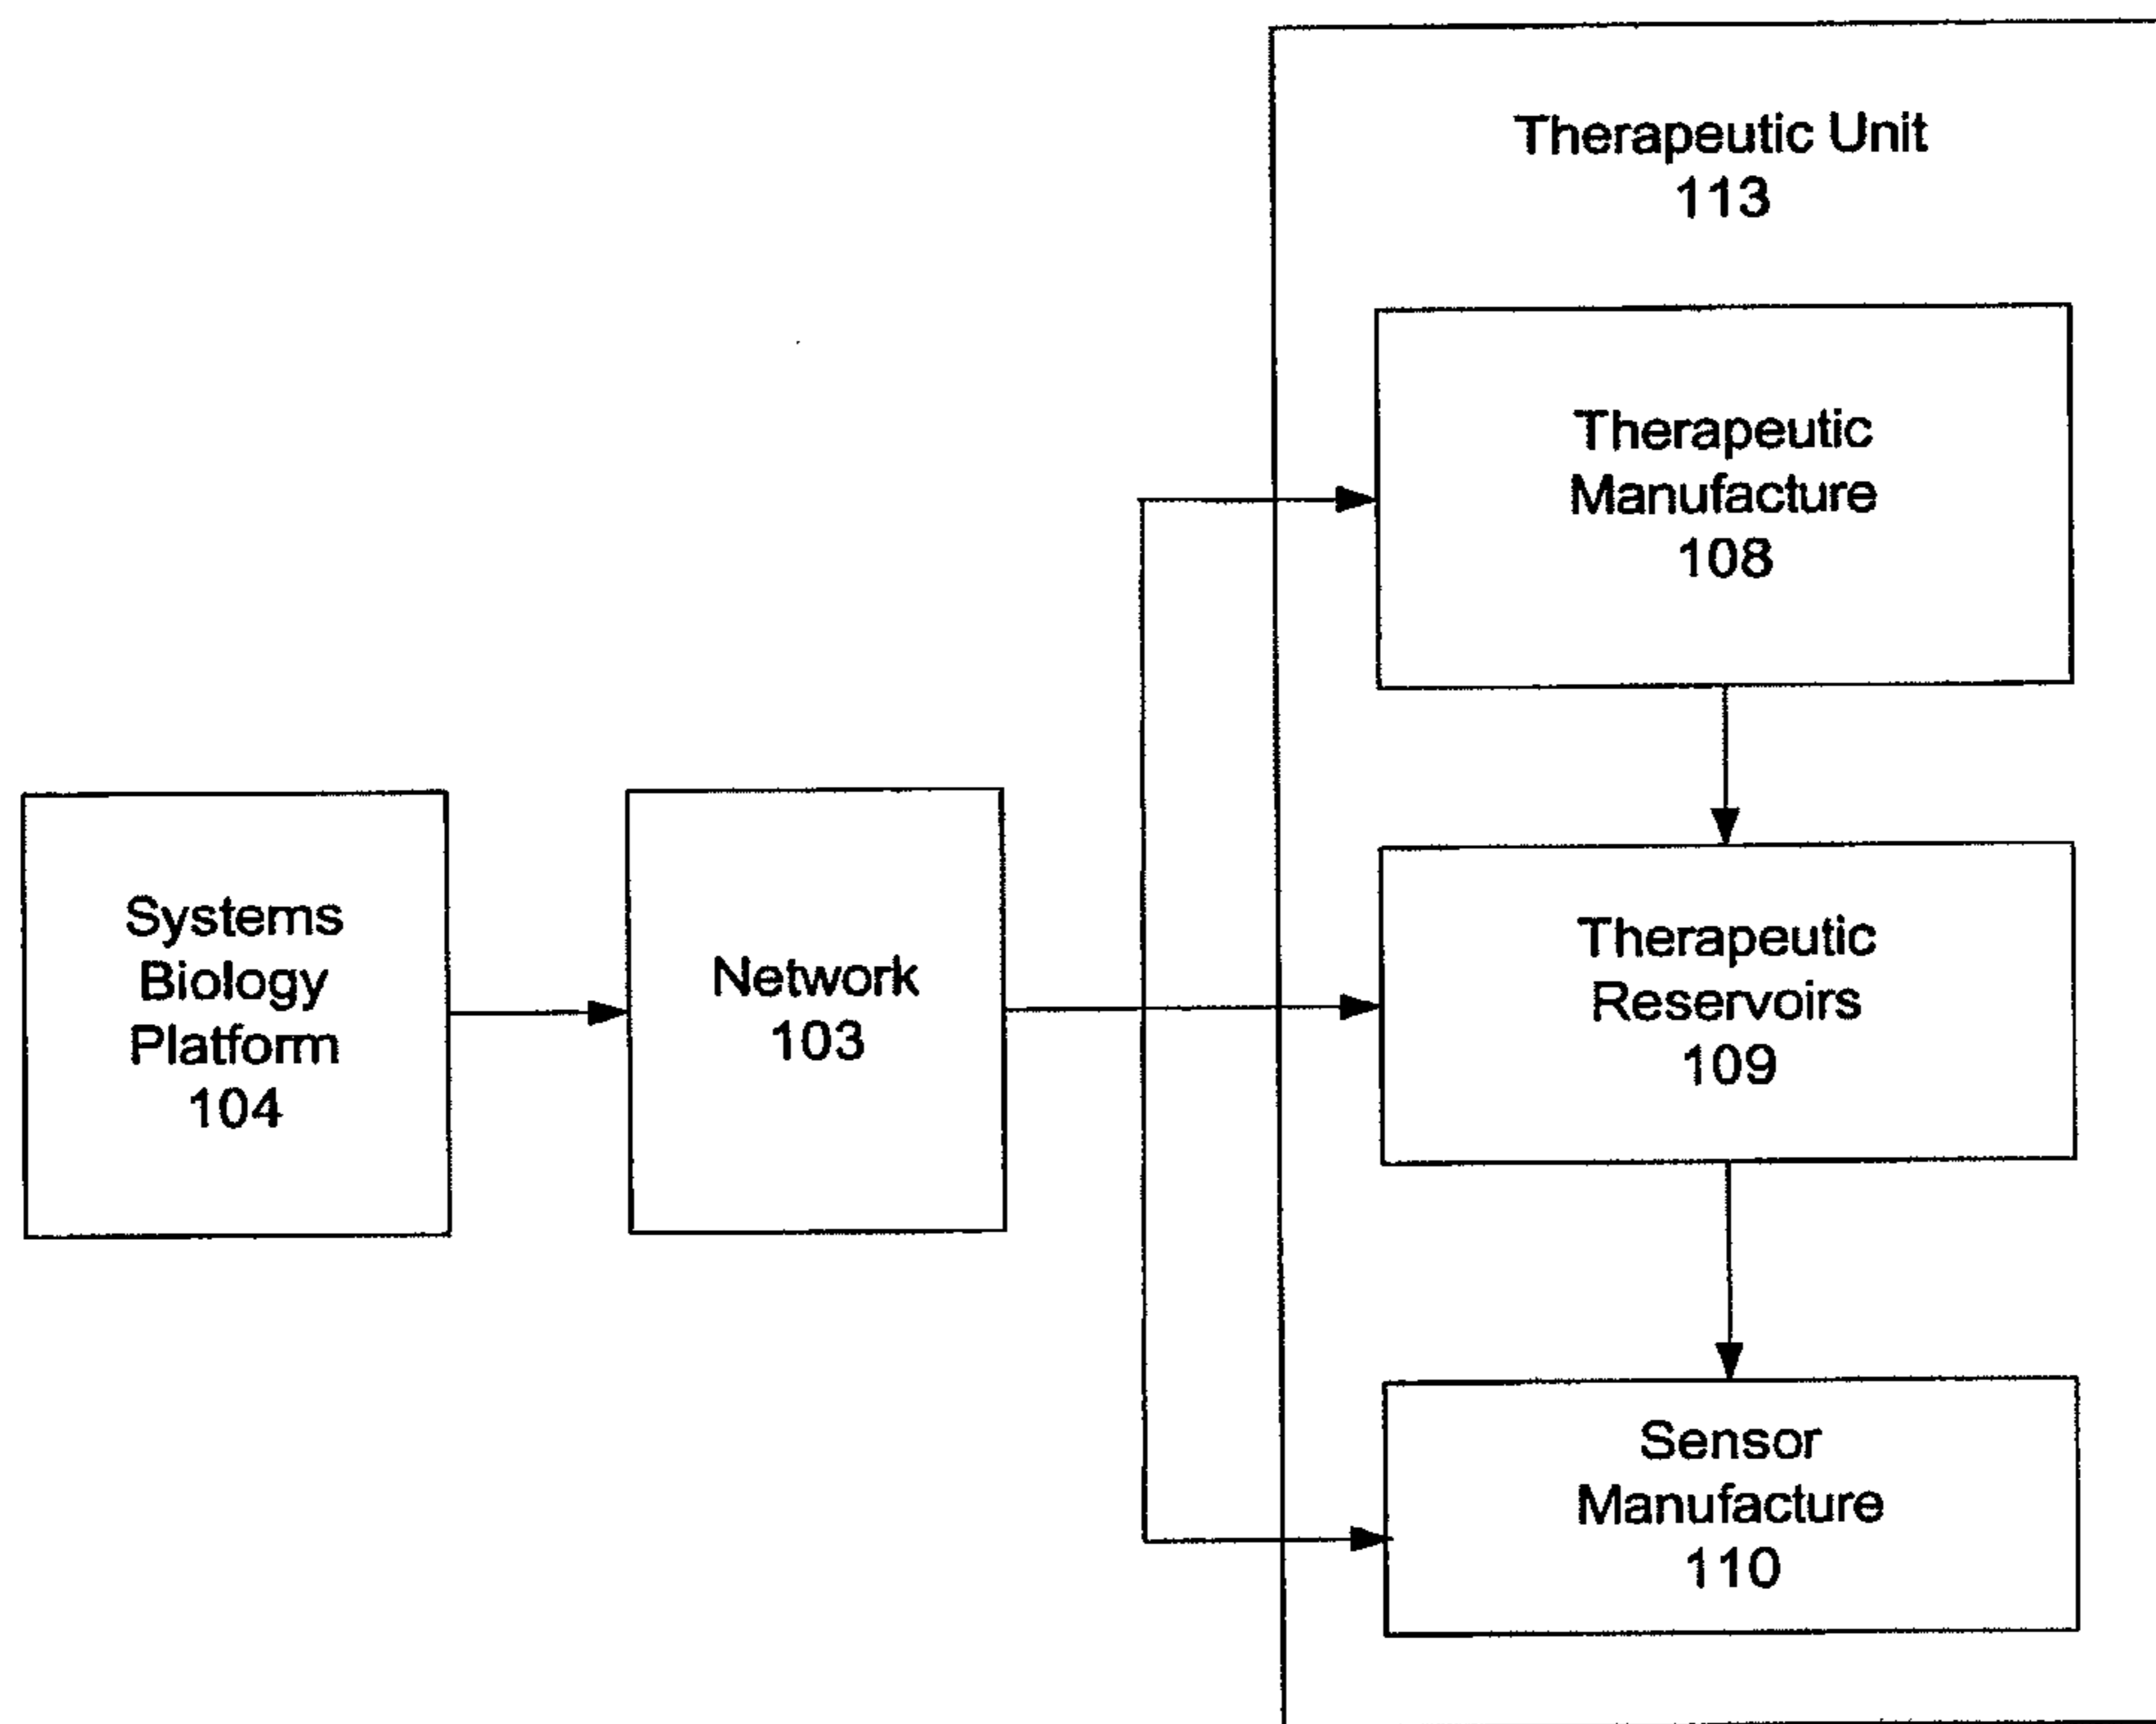 Therapeutic Unit
113
Therapeutic
Manufacture
108
Systems
Biology
Platform
104
Network
103
Therapeutic
Reservoirs
109
Sensor
Manufacture
110